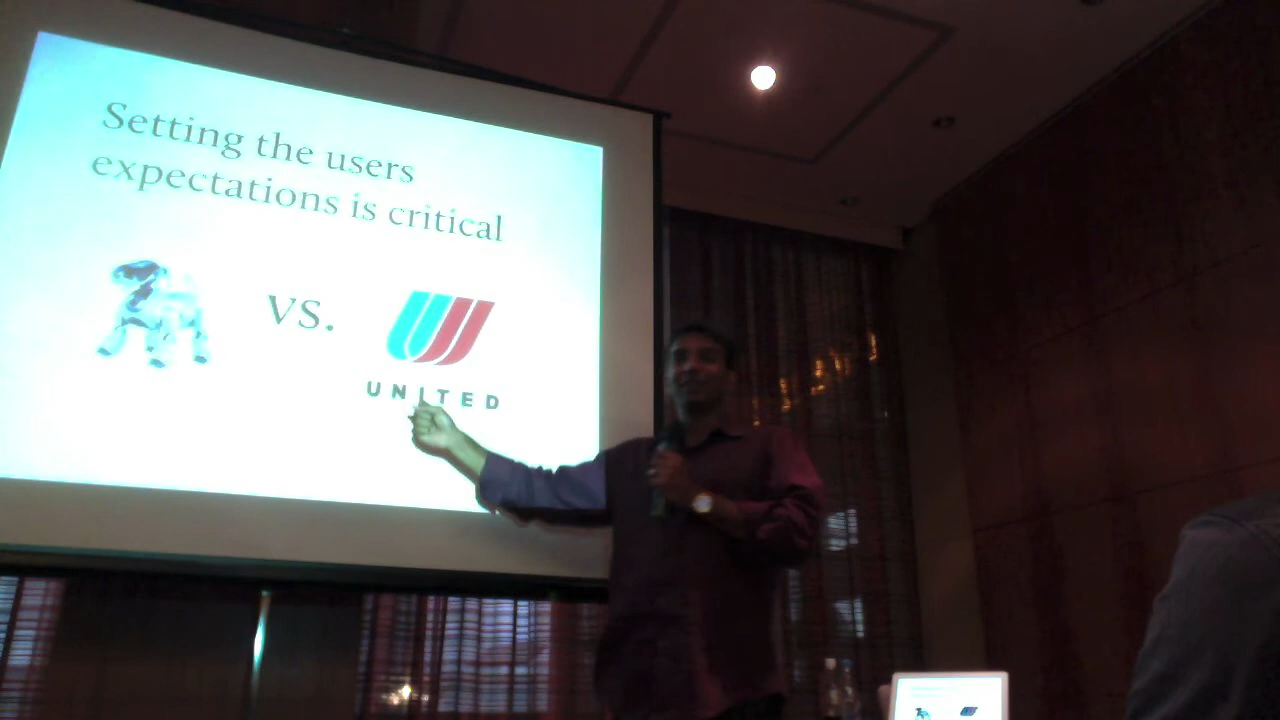 Setting the users
expectations is critical
vs.
UNITED